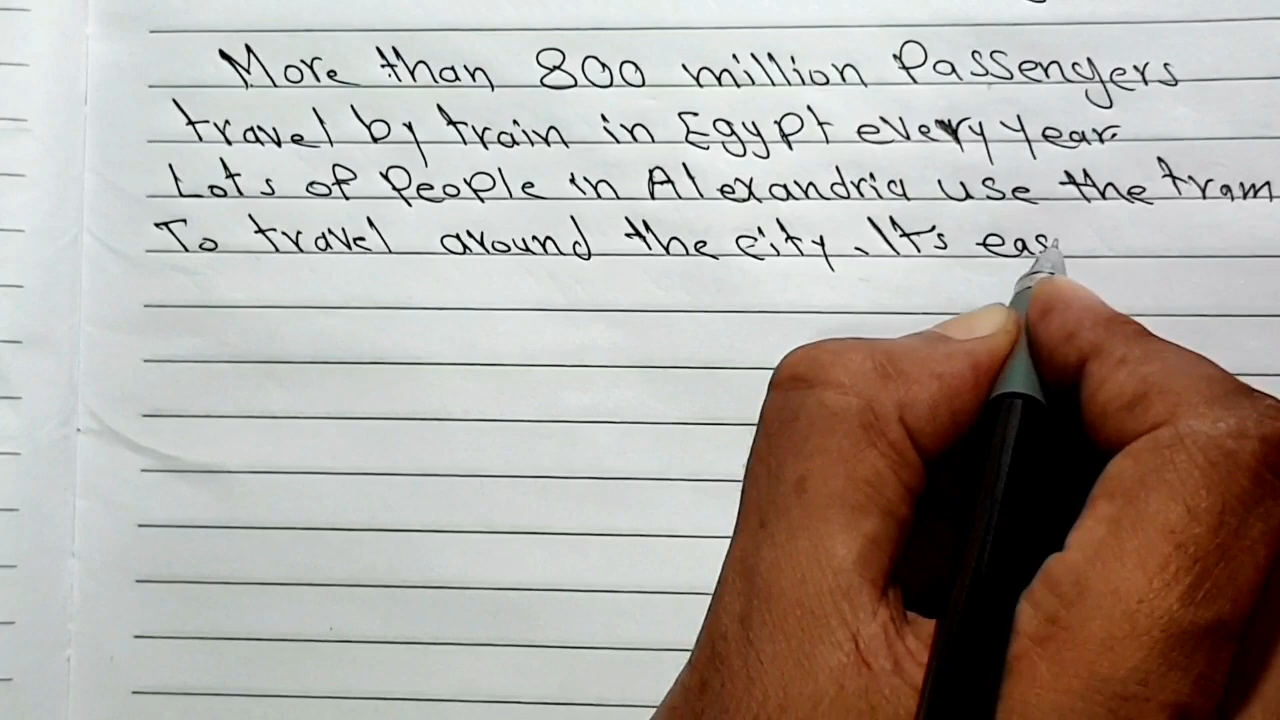 More than 800 million Passengers
travel by train in Egypt every year
Lots of People in Alexandria use the tram
To travel around the city. It's eas